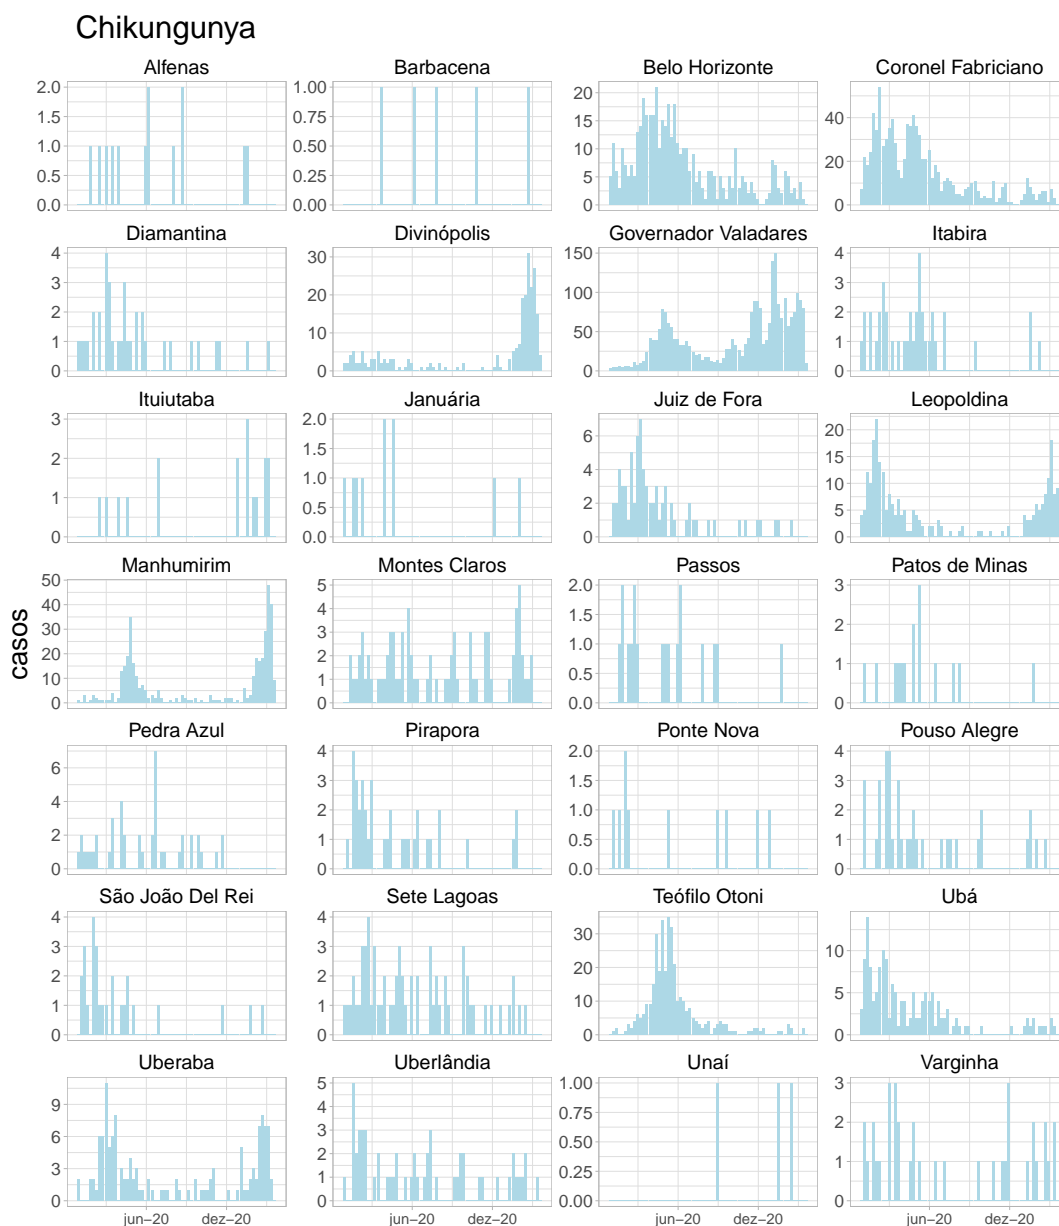 Chikungunya
Alfenas Barbacena Belo Horizonte Coronel Fabriciano
2.0 1.5 1.0 0.5 0.0
1.00 0.75 0.50 0.25 0.00
20 15 10 5 0
40 20 0
Diamantina Divinópolis Governador Valadares Itabira
4 3 2 1 0
30 20 10 0
150 100 50 0
4 3 2 1 0
Ituiutaba Januária Juiz de Fora Leopoldina
3 2 1 0
2.0 1.5 1.0 0.5 0.0
6 4 2 0
20 15 10 5 0
Manhumirim Montes Claros Passos Patos de Minas
50 40 30 20 10 0
5 4 3 2 1 0
2.0 1.5 1.0 0.5 0.0
3 2 1 0
casos
Pedra Azul Pirapora Ponte Nova Pouso Alegre
6 4 2 0
4 3 2 1 0
2.0 1.5 1.0 0.5 0.0
4 3 2 1 0
São João Del Rei Sete Lagoas Teófilo Otoni Ubá
4 3 2 1 0
4 3 2 1 0
30 20 10 0
10 5 0
Uberaba Uberlândia Unaí Varginha
9 6 3 0
5 4 3 2 1 0
1.00 0.75 0.50 0.25 0.00
3 2 1 0
jun−20 dez−20 jun−20 dez−20 jun−20 dez−20 jun−20 dez−20